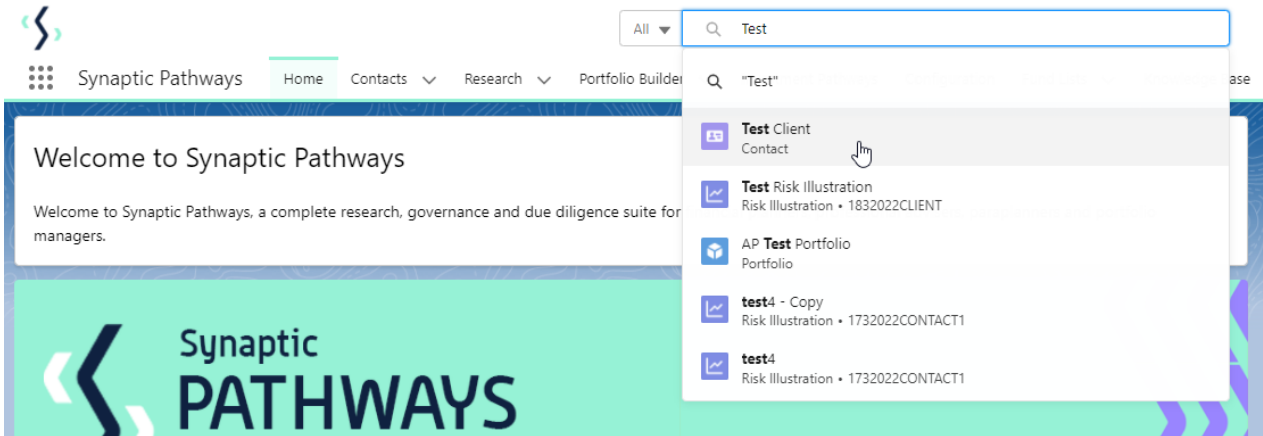 All
Test
Synaptic Pathways
Home
Contacts
Research
Portfolio Builder
ase
"Test"
Test Client
Contact
Test Risk Illustration
Risk Illustration • 1832022CLIENT
AP Test Portfolio
Portfolio
test4 - Copy
Risk Illustration • 1732022CONTACT1
test4
Risk Illustration • 1732022CONTACT1
Welcome to Synaptic Pathways
Welcome to Synaptic Pathways, a complete research, governance and due diligence suite for
managers.
Synaptic
PATHWAYS